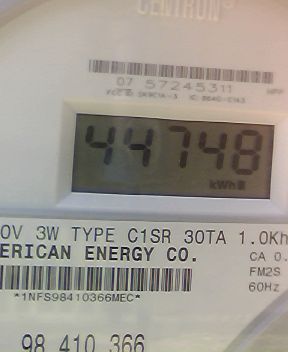 CENTRON®
07 57245311
44748
kWh
0V 3W TYPE C1SR 30TA 1.0Kh
ERICAN ENERGY CO.
CA 0.
FM2S
60Hz
*1NFS98410366MEC*
98 410 366